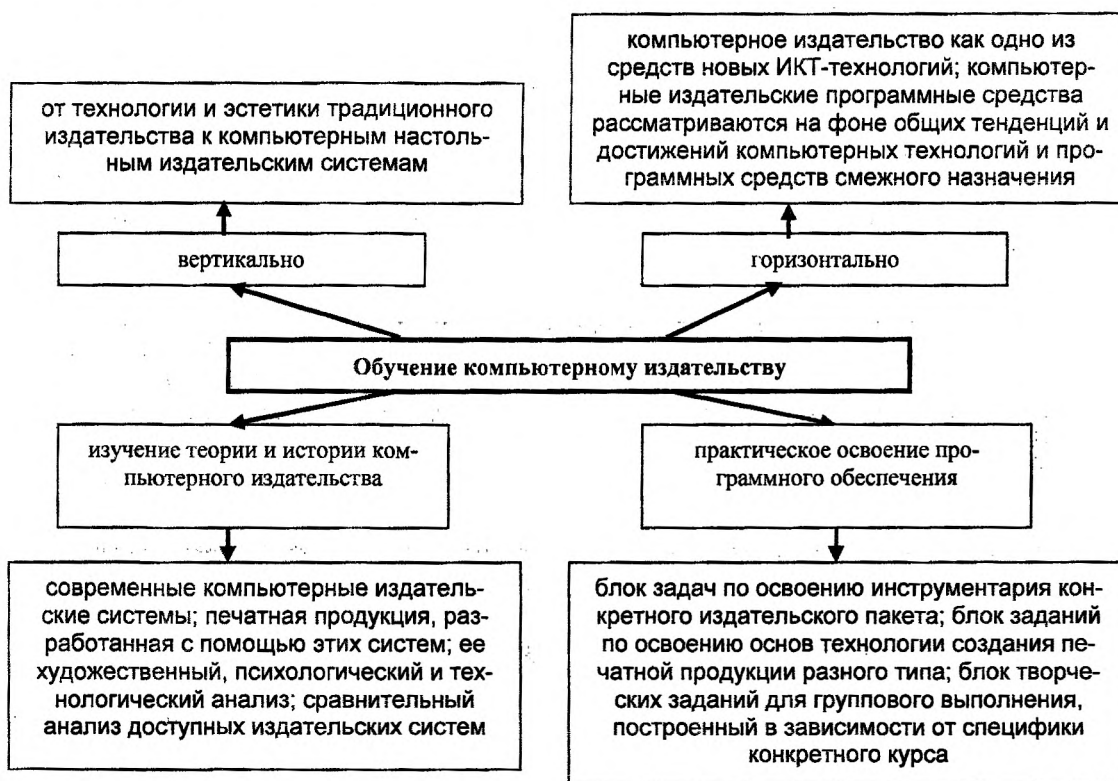 от технологии и эстетики традиционного
издательства к компьютерным настоль-
ным издательским системам
компьютерное издательство как одно из
средств новых ИКТ-технологий; компьютер-
ные издательские программные средства
рассматриваются на фоне общих тенденций и
достижений компьютерных технологий и про-
граммных средств смежного назначения
вертикально
горизонтально
Обучение компьютерному издательству
изучение теории и истории ком-
пьютерного издательства
практическое освоение про-
граммного обеспечения
современные компьютерные издатель-
ские системы; печатная продукция, раз-
работанная с помощью этих систем; ее
художественный, психологический и тех-
нологический анализ; сравнительный
анализ доступных издательских систем
блок задач по освоению инструментария кон-
кретного издательского пакета; блок заданий
по освоению основ технологии создания пе-
чатной продукции разного типа; блок творче-
ских заданий для группового выполнения,
построенный в зависимости от специфики
конкретного курса